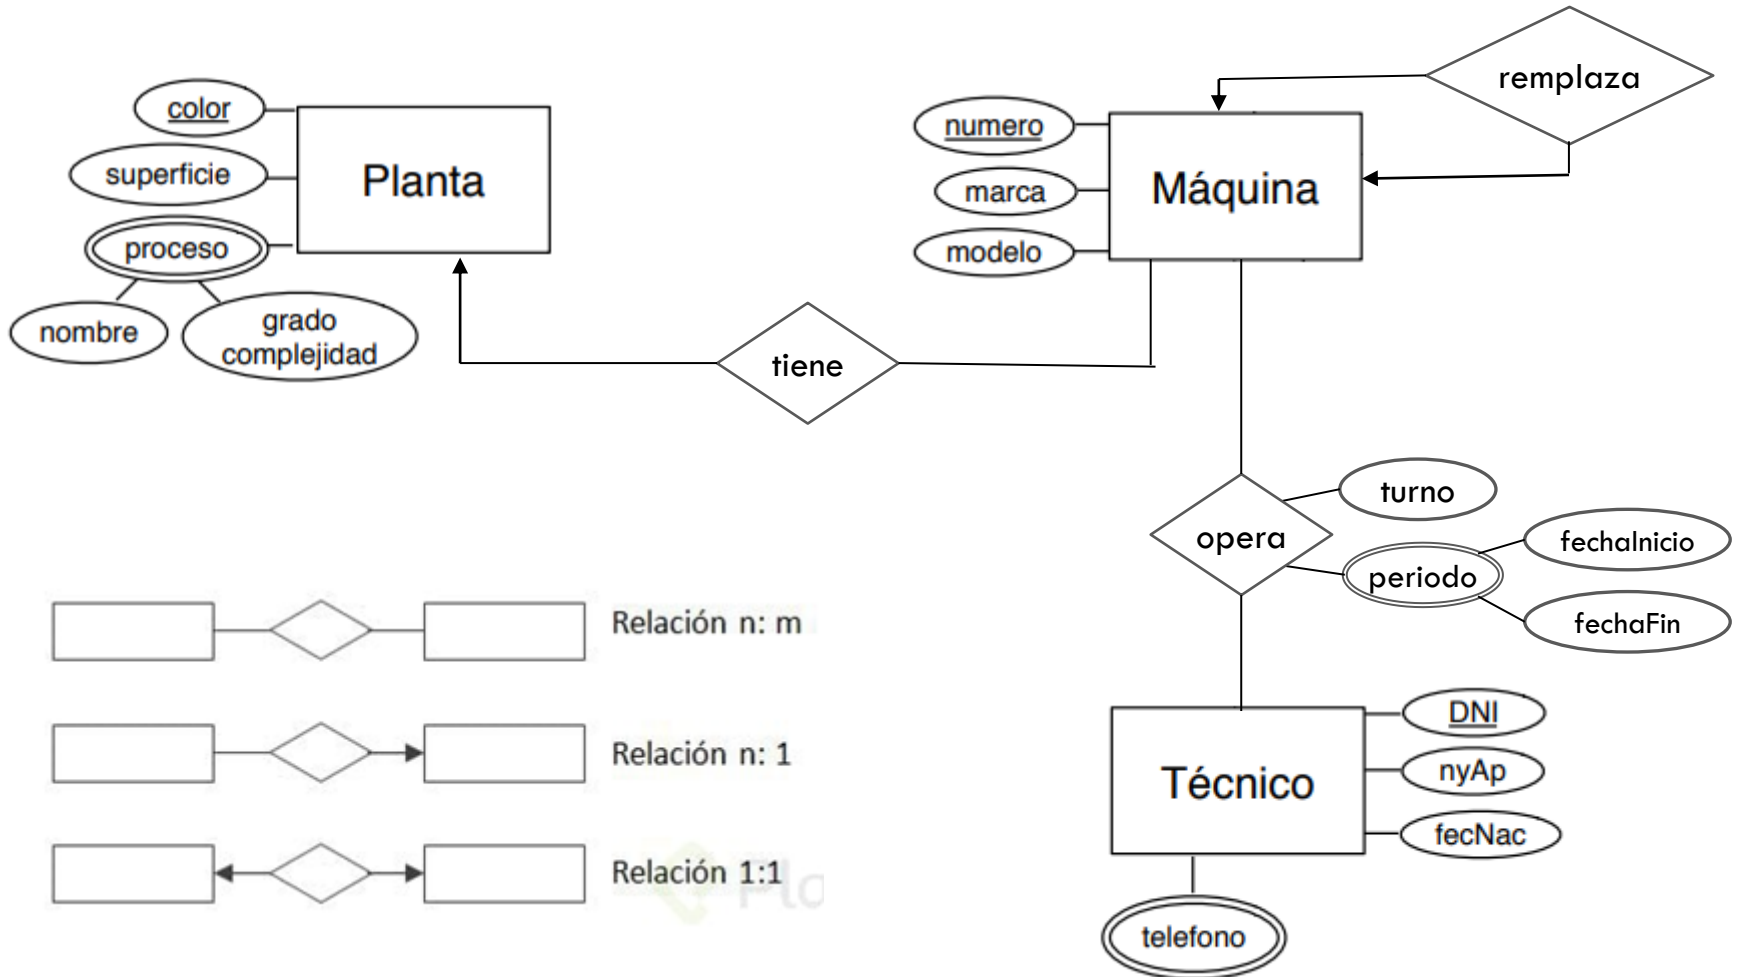 remplaza
color
superficie
Planta
proceso
nombre
grado
complejidad
numero
marca
modelo
Máquina
tiene
turno
opera
periodo
fechaInicio
fechaFin
Relación n: m
Relación n: 1
Relación 1:1
DNI
nyAp
fecNac
Técnico
telefono